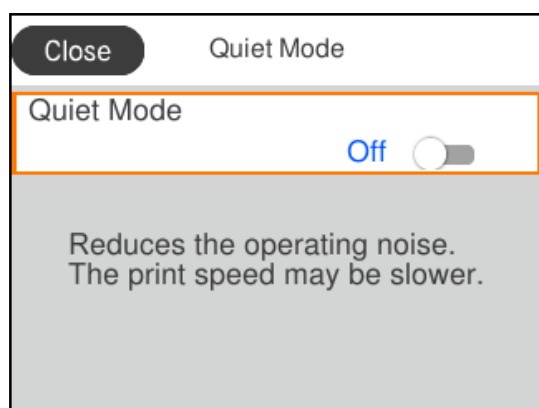 Close Quiet Mode
Quiet Mode
Off
Reduces the operating noise.
The print speed may be slower.